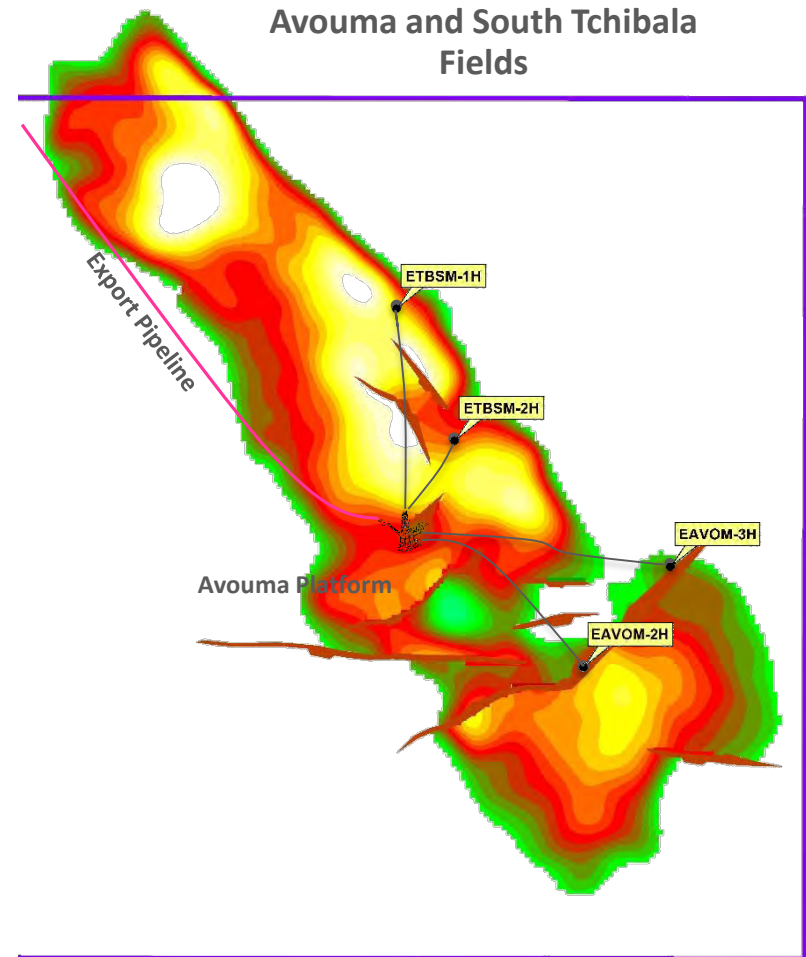 Avouma and South Tchibala
Fields
ETBSM-1H
Export Pipeline
ETBSM-2H
EAVOM-3H
Avouma Platform
EAVOM-2H